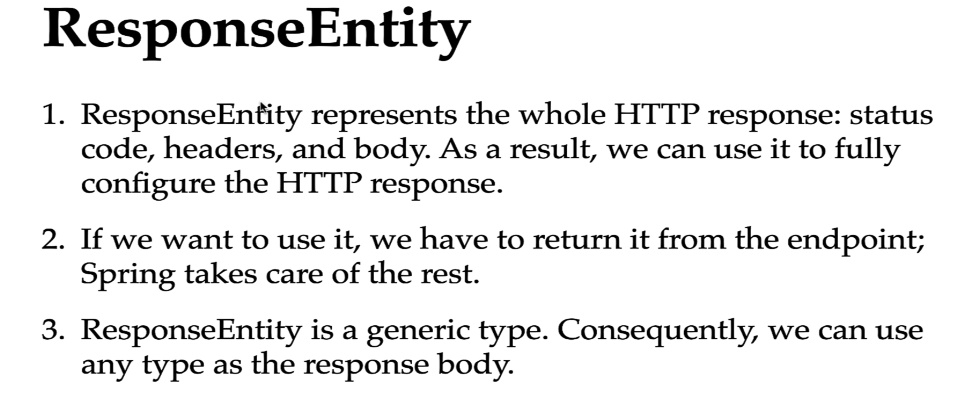 ResponseEntity
1. ResponseEntity represents the whole HTTP response: status
code, headers, and body. As a result, we can use it to fully
configure the HTTP response.
2. If we want to use it, we have to return it from the endpoint;
Spring takes care of the rest.
3. ResponseEntity is a generic type. Consequently, we can use
any type as the response body.